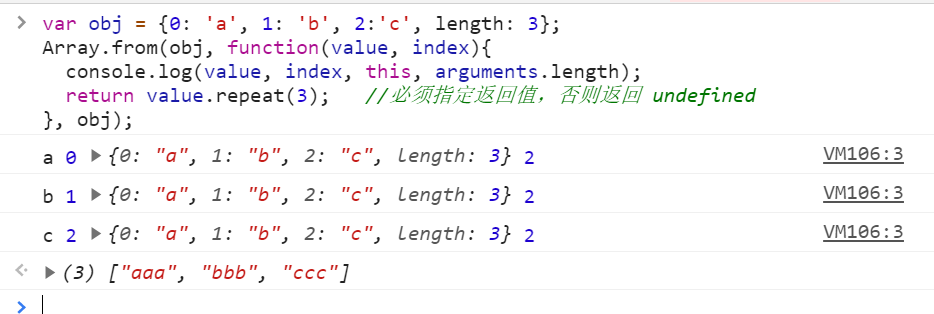 var obj = {0: 'a', 1: 'b', 2:'c', length: 3};
Array.from(obj, function(value, index){
  console.log(value, index, this, arguments.length);
  return value.repeat(3);   //必须指定返回值，否则返回 undefined
}, obj);
a 0 {0: "a", 1: "b", 2: "c", length: 3} 2 VM106:3
b 1 {0: "a", 1: "b", 2: "c", length: 3} 2 VM106:3
c 2 {0: "a", 1: "b", 2: "c", length: 3} 2 VM106:3
(3) ["aaa", "bbb", "ccc"]